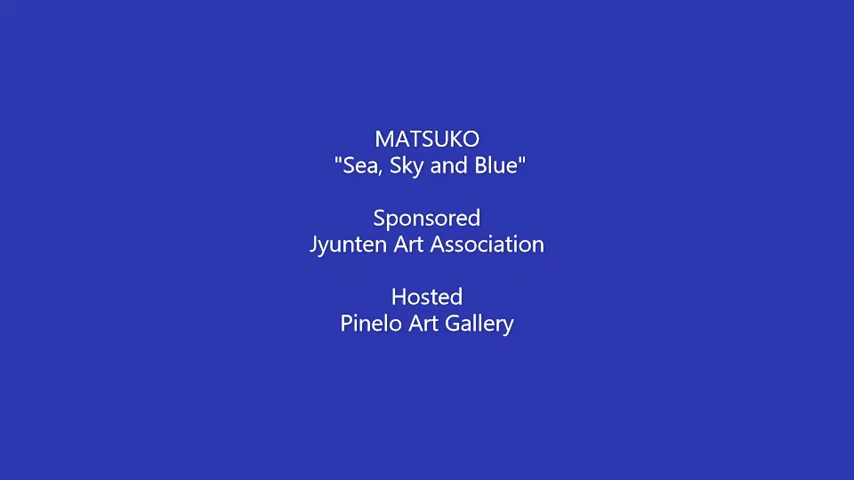 MATSUKO
"Sea, Sky and Blue"
Sponsored
Jyunten Art Association
Hosted
Pinelo Art Gallery